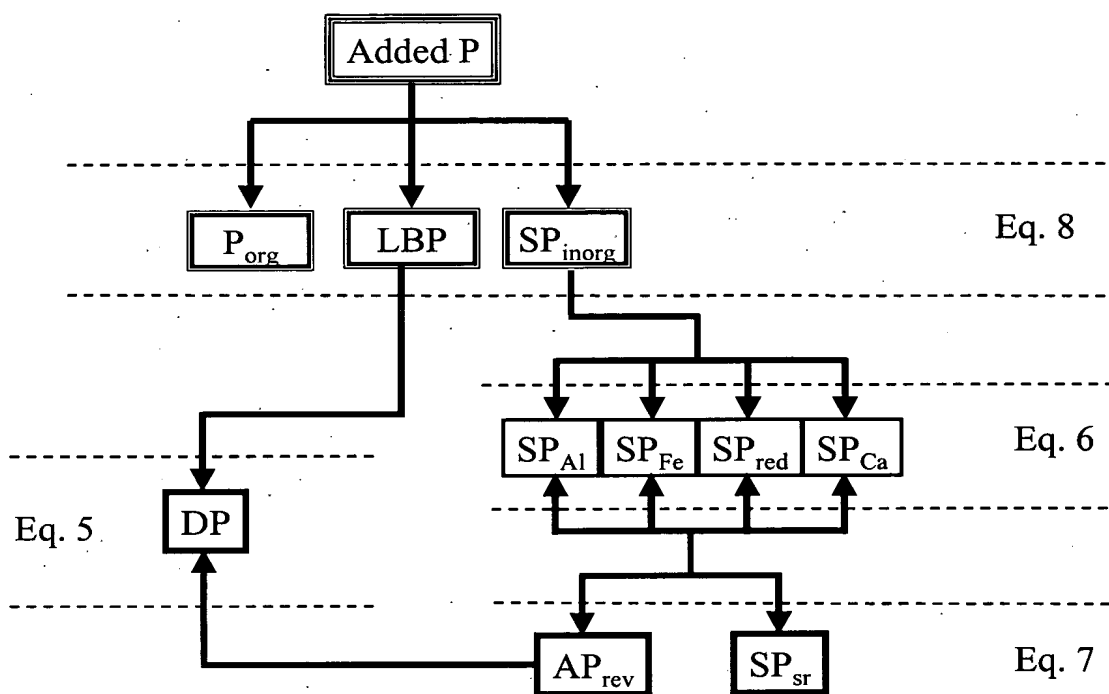 Added P
P_org LBP SP_inorg Eq. 8
SP_Al SP_Fe SP_red SP_Ca Eq. 6
Eq. 5 DP
AP_rev SP_sr Eq. 7